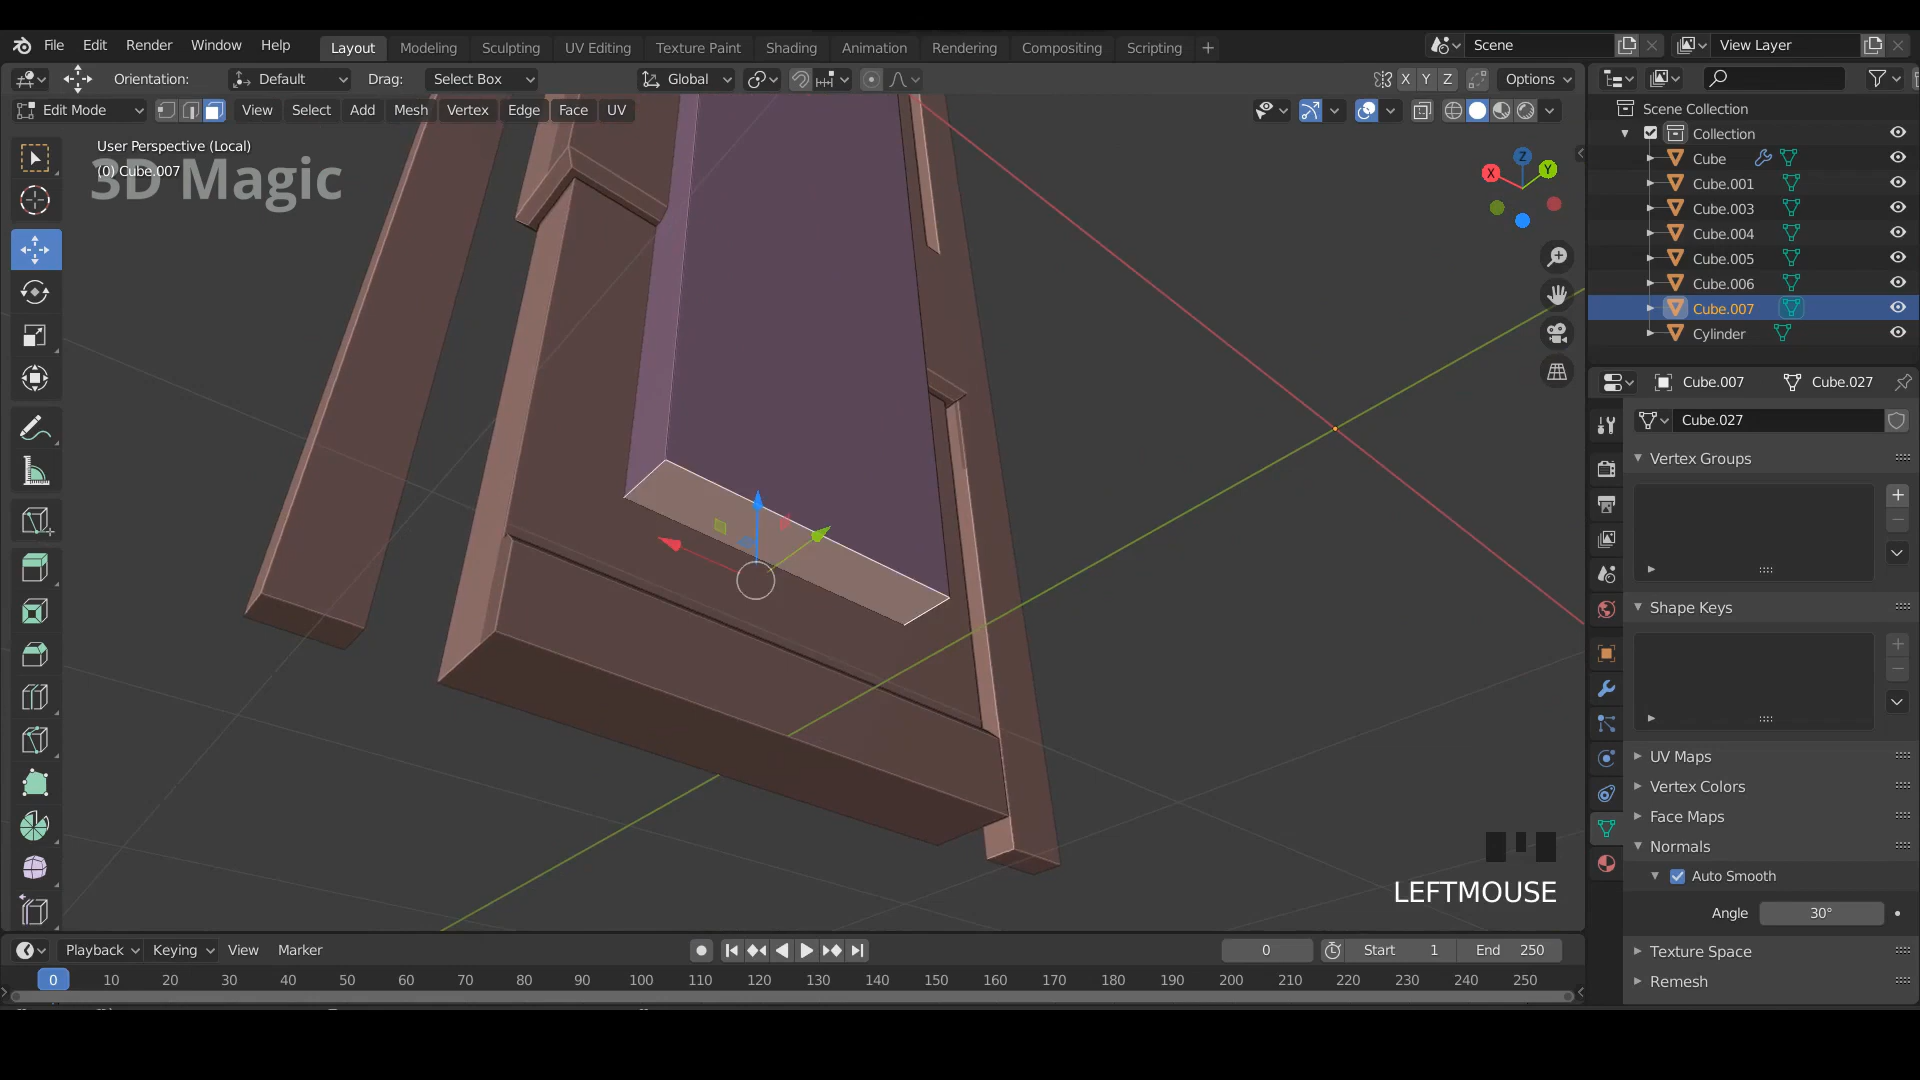 File Edit Render Window Help Layout Modeling Sculpting UV Editing Texture Paint Shading Animation Rendering Compositing Scripting + Scene View Layer
Orientation: Default Drag: Select Box Global X Y Z Options
Edit Mode View Select Add Mesh Vertex Edge Face UV
User Perspective (Local)
(0) Cube.007
3D Magic
X Y Z
Scene Collection
Collection
Cube
Cube.001
Cube.003
Cube.004
Cube.005
Cube.006
Cube.007
Cylinder
Cube.007 Cube.027
Cube.027
Vertex Groups
Shape Keys
UV Maps
Vertex Colors
Face Maps
Normals
Auto Smooth
Angle 30°
Texture Space
Remesh
LEFTMOUSE
Playback Keying View Marker 0 Start 1 End 250
0 10 20 30 40 50 60 70 80 90 100 110 120 130 140 150 160 170 180 190 200 210 220 230 240 250